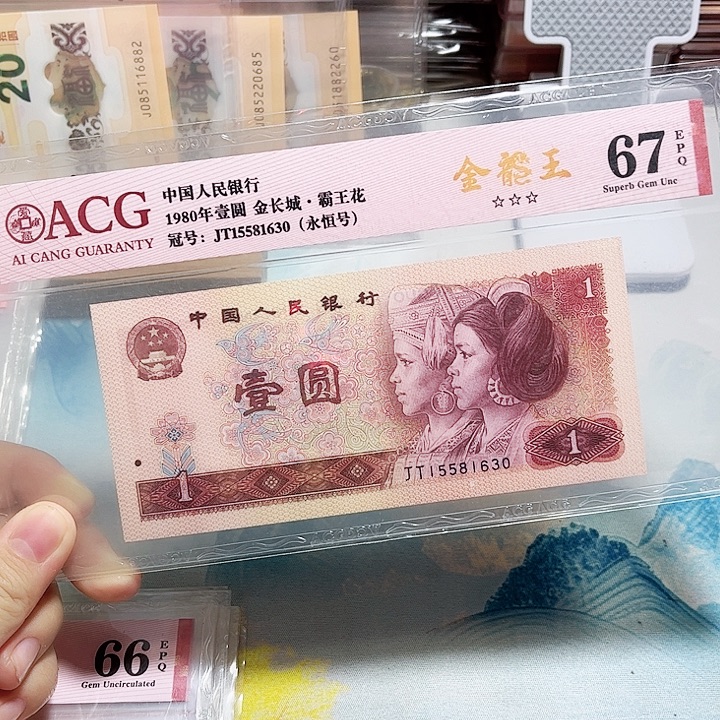 20
J085116882
J085220685
ACG
AI CANG GUARANTY
中国人民银行
1980年壹圆 金长城·霸王花
冠号：JT15581630（永恒号）
金龍王
☆☆☆
67
EPQ
Superb Gem Unc
中国人民银行
壹圆
1
1
1
JT15581630
66
EPQ
Gem Uncirculated